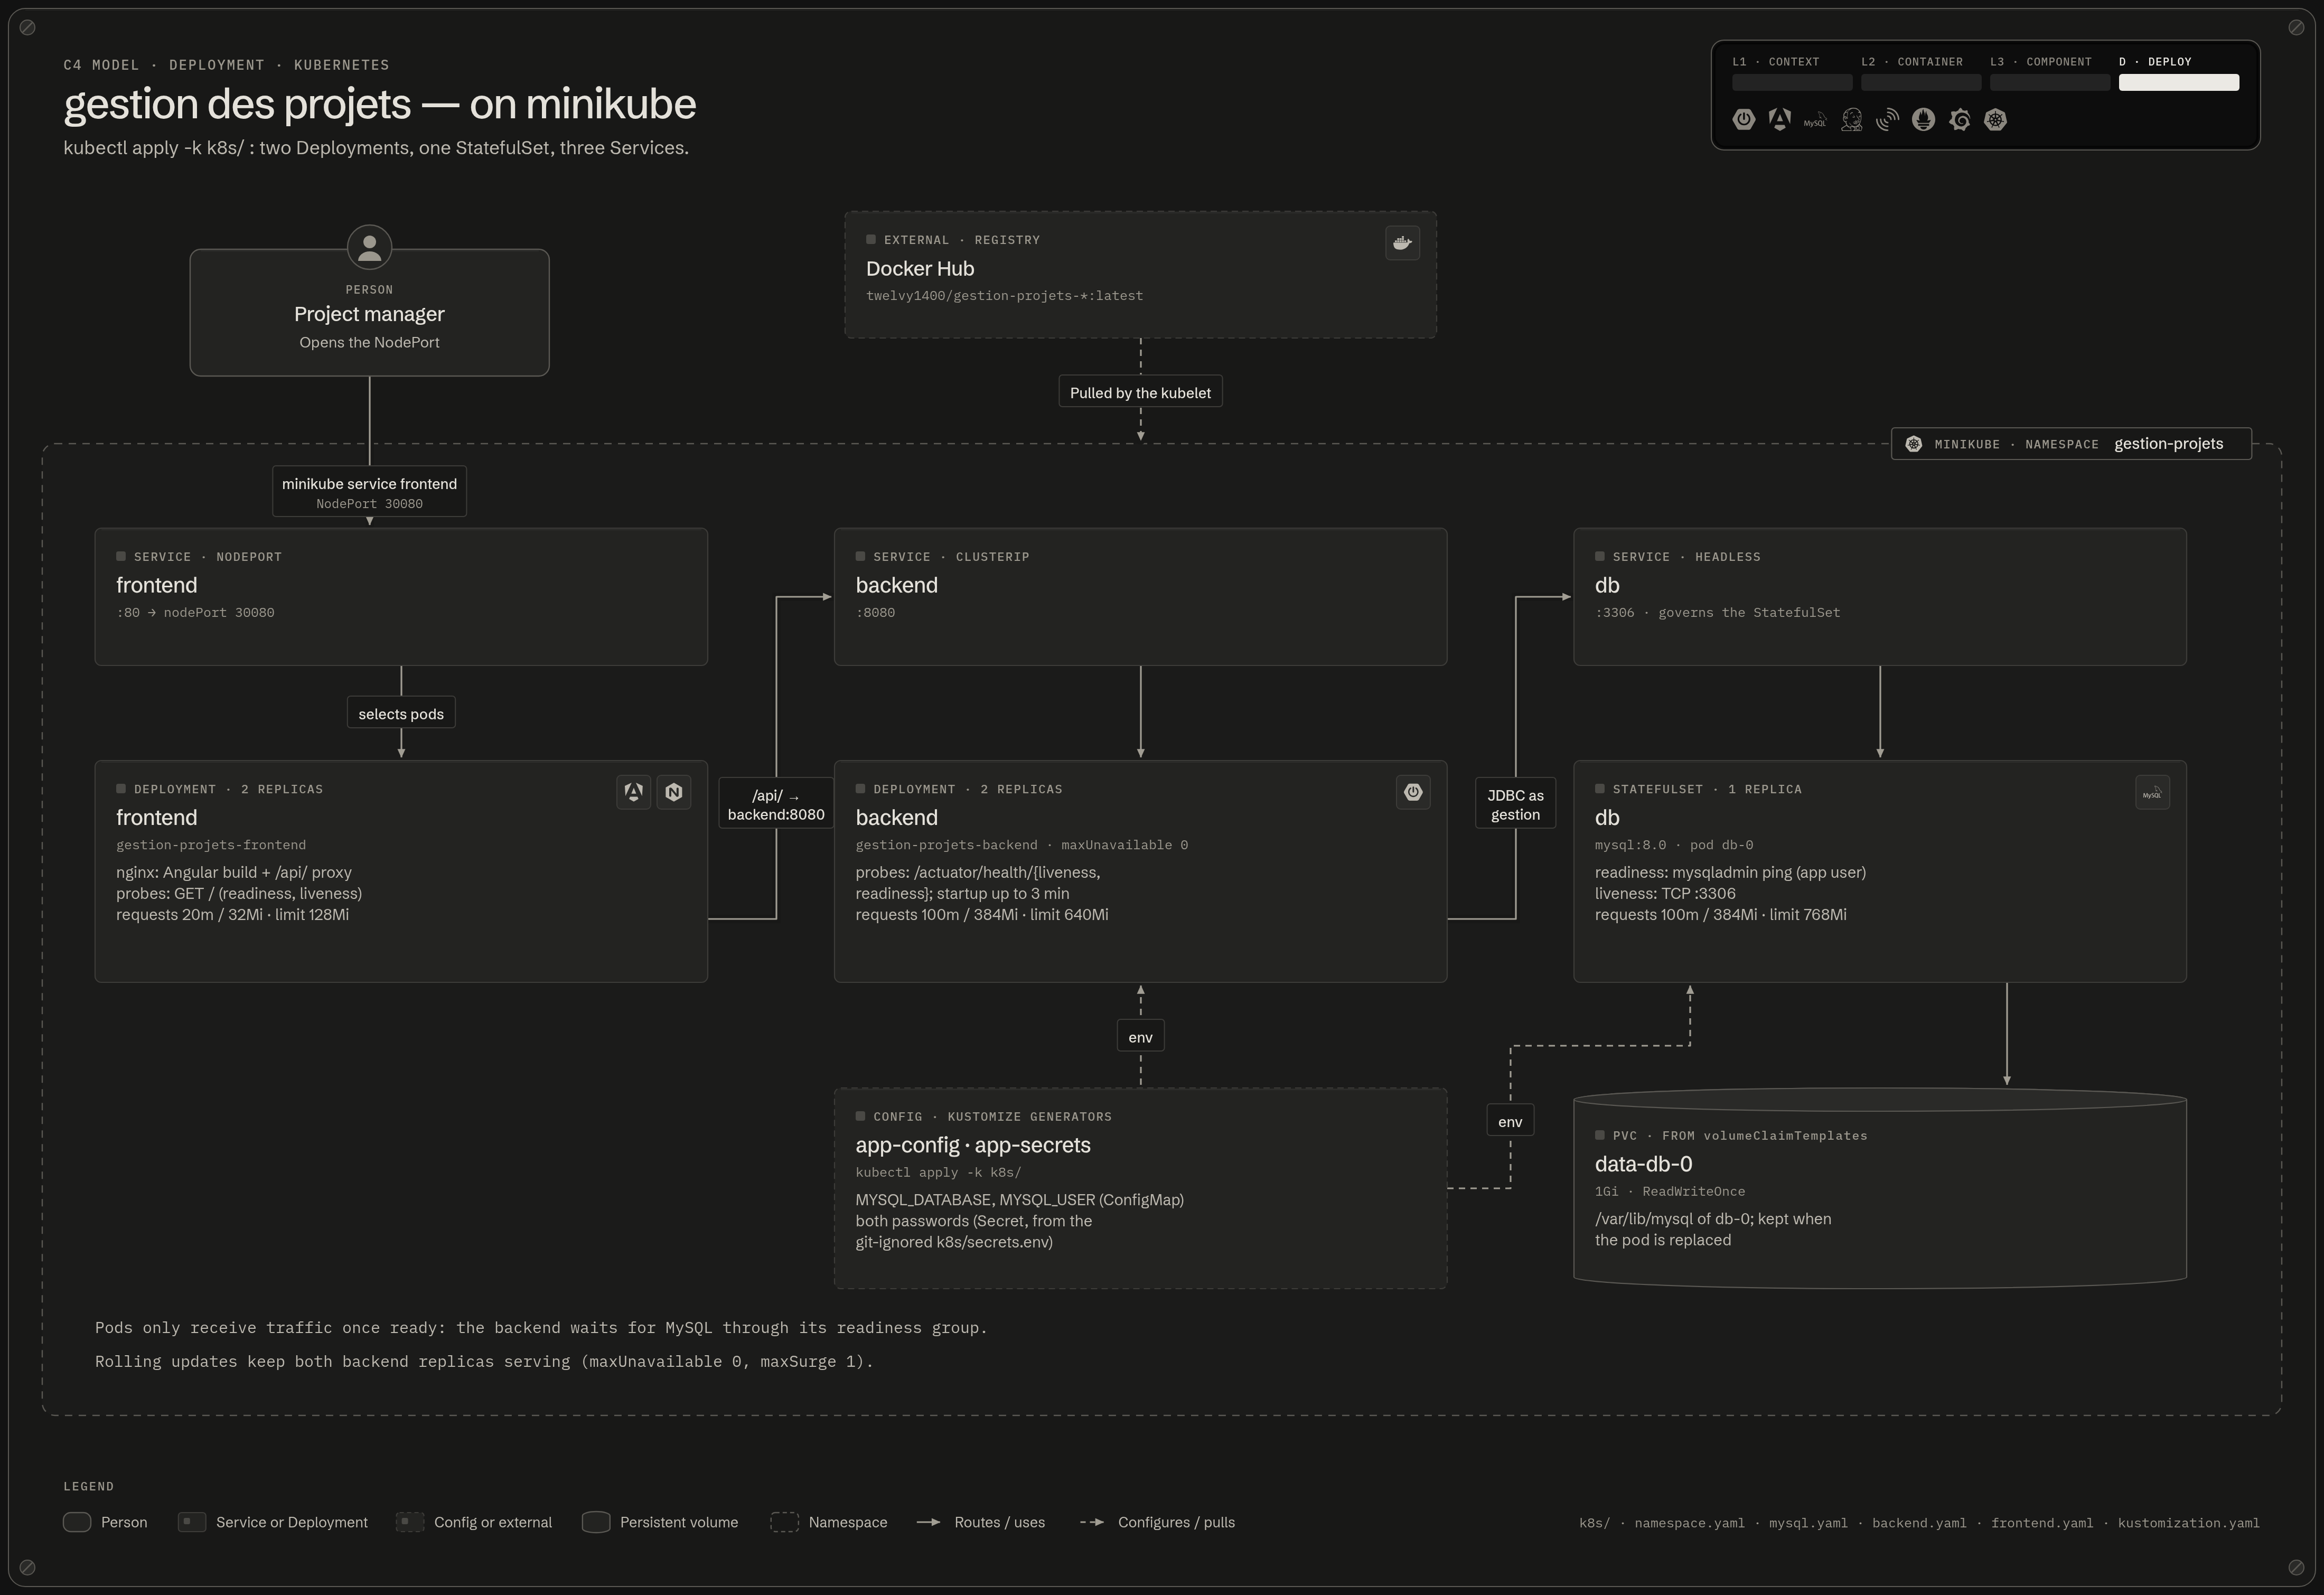 C4 MODEL · DEPLOYMENT · KUBERNETES
gestion des projets — on minikube
kubectl apply -k k8s/ : two Deployments, one StatefulSet, three Services.
L1 · CONTEXT
L2 · CONTAINER
L3 · COMPONENT
D · DEPLOY
MySQL
PERSON
Project manager
Opens the NodePort
EXTERNAL · REGISTRY
Docker Hub
twelvy1400/gestion-projets-*:latest
Pulled by the kubelet
MINIKUBE · NAMESPACE gestion-projets
minikube service frontend
NodePort 30080
SERVICE · NODEPORT
frontend
:80 → nodePort 30080
SERVICE · CLUSTERIP
backend
:8080
SERVICE · HEADLESS
db
:3306 · governs the StatefulSet
selects pods
DEPLOYMENT · 2 REPLICAS
frontend
gestion-projets-frontend
nginx: Angular build + /api/ proxy
probes: GET / (readiness, liveness)
requests 20m / 32Mi · limit 128Mi
/api/ →
backend:8080
DEPLOYMENT · 2 REPLICAS
backend
gestion-projets-backend · maxUnavailable 0
probes: /actuator/health/{liveness,
readiness}; startup up to 3 min
requests 100m / 384Mi · limit 640Mi
JDBC as
gestion
STATEFULSET · 1 REPLICA
MySQL
db
mysql:8.0 · pod db-0
readiness: mysqladmin ping (app user)
liveness: TCP :3306
requests 100m / 384Mi · limit 768Mi
env
CONFIG · KUSTOMIZE GENERATORS
app-config · app-secrets
kubectl apply -k k8s/
MYSQL_DATABASE, MYSQL_USER (ConfigMap)
both passwords (Secret, from the
git-ignored k8s/secrets.env)
env
PVC · FROM volumeClaimTemplates
data-db-0
1Gi · ReadWriteOnce
/var/lib/mysql of db-0; kept when
the pod is replaced
Pods only receive traffic once ready: the backend waits for MySQL through its readiness group.
Rolling updates keep both backend replicas serving (maxUnavailable 0, maxSurge 1).
LEGEND
Person
Service or Deployment
Config or external
Persistent volume
Namespace
Routes / uses
Configures / pulls
k8s/ · namespace.yaml · mysql.yaml · backend.yaml · frontend.yaml · kustomization.yaml